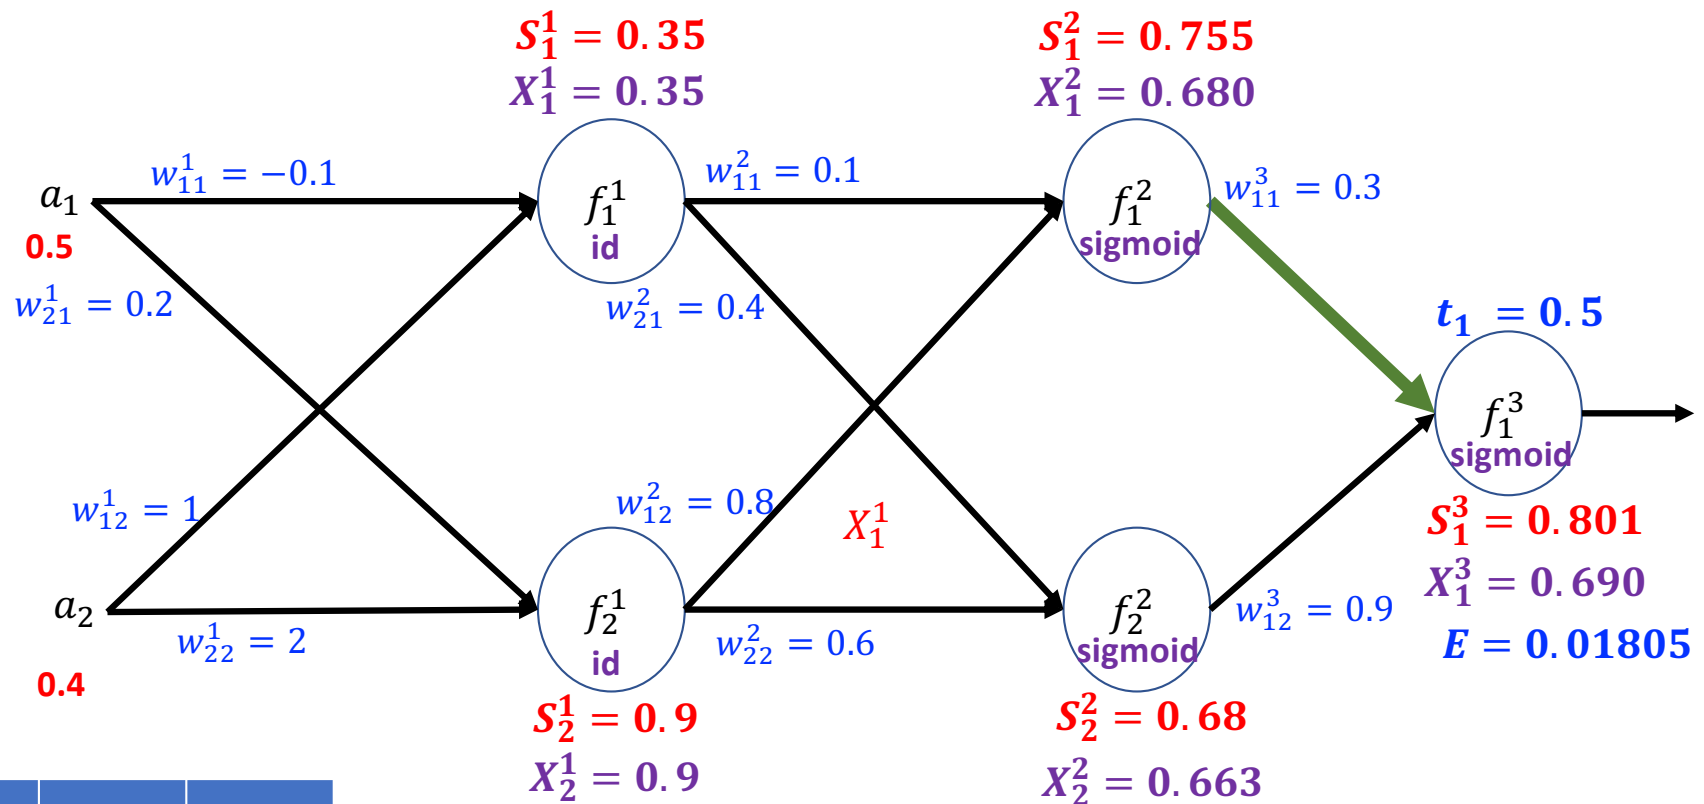 S₁¹ = 0.35
X₁¹ = 0.35
S₁² = 0.755
X₁² = 0.680
a₁
0.5
w₁₁¹ = −0.1
f₁¹
id
w₁₁² = 0.1
f₁²
sigmoid
w₁₁³ = 0.3
w₂₁¹ = 0.2
w₂₁² = 0.4
t₁ = 0.5
f₁³
sigmoid
w₁₂¹ = 1
w₁₂² = 0.8
X₁¹
S₁³ = 0.801
X₁³ = 0.690
E = 0.01805
a₂
0.4
w₂₂¹ = 2
f₂¹
id
w₂₂² = 0.6
f₂²
sigmoid
w₁₂³ = 0.9
S₂¹ = 0.9
X₂¹ = 0.9
S₂² = 0.68
X₂² = 0.663